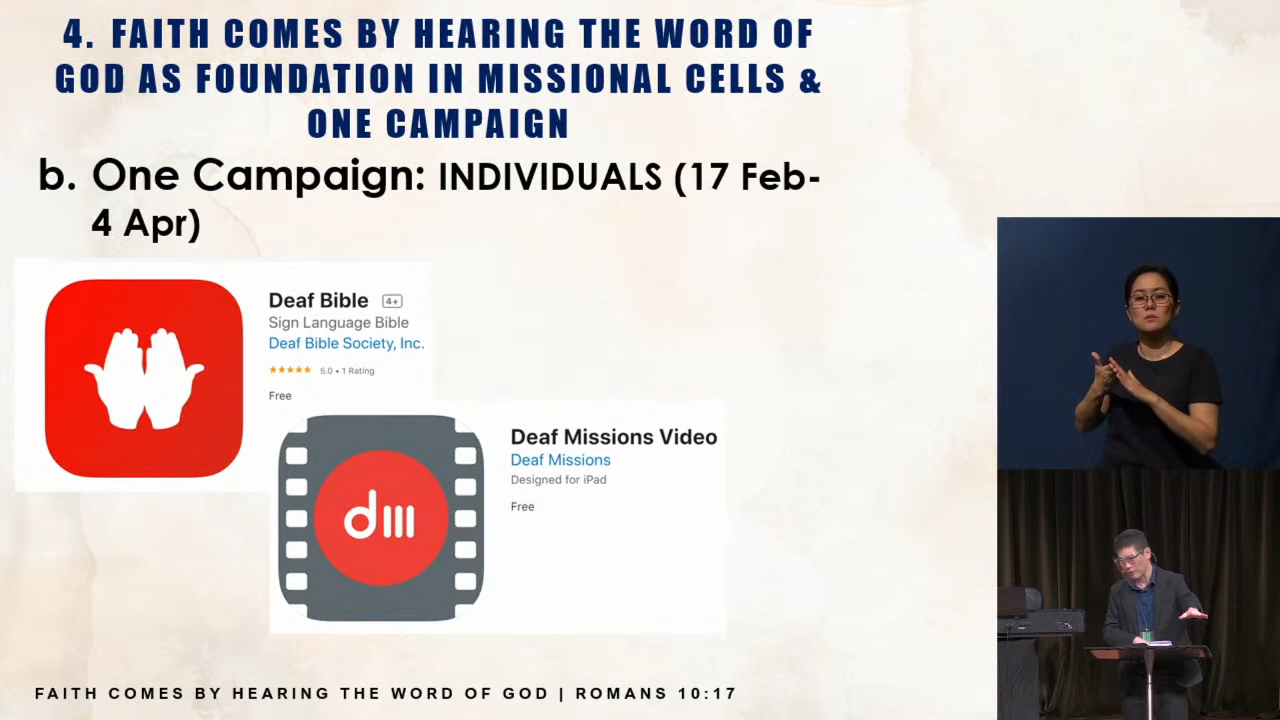 4. FAITH COMES BY HEARING THE WORD OF
GOD AS FOUNDATION IN MISSIONAL CELLS &
ONE CAMPAIGN
b. One Campaign: INDIVIDUALS (17 Feb-
4 Apr)
Deaf Bible 4+
Sign Language Bible
Deaf Bible Society, Inc.
★★★★★ 5.0 • 1 Rating
Free
dm
Deaf Missions Video
Deaf Missions
Designed for iPad
Free
FAITH COMES BY HEARING THE WORD OF GOD | ROMANS 10:17